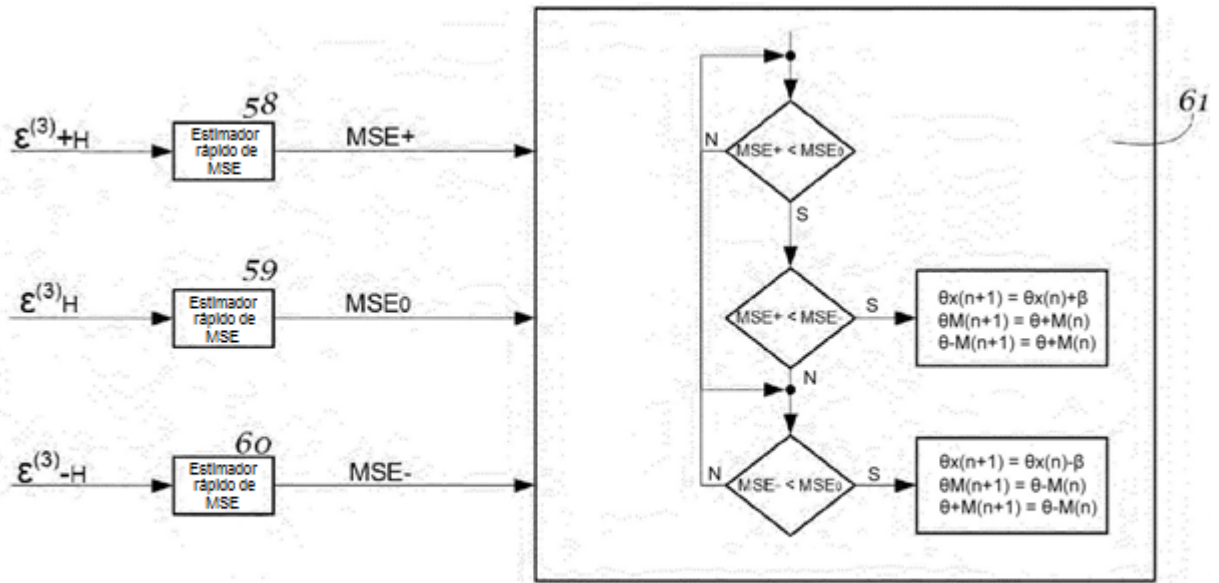 58
ε(3)+H
Estimador
rápido de
MSE
MSE+
59
ε(3)H
Estimador
rápido de
MSE
MSE0
60
ε(3)-H
Estimador
rápido de
MSE
MSE-
61
MSE+ < MSE0
N
S
MSE+ < MSE-
S
N
θx(n+1) = θx(n)+β
θM(n+1) = θ+M(n)
θ-M(n+1) = θ+M(n)
MSE- < MSE0
N
S
θx(n+1) = θx(n)-β
θM(n+1) = θ-M(n)
θ+M(n+1) = θ-M(n)